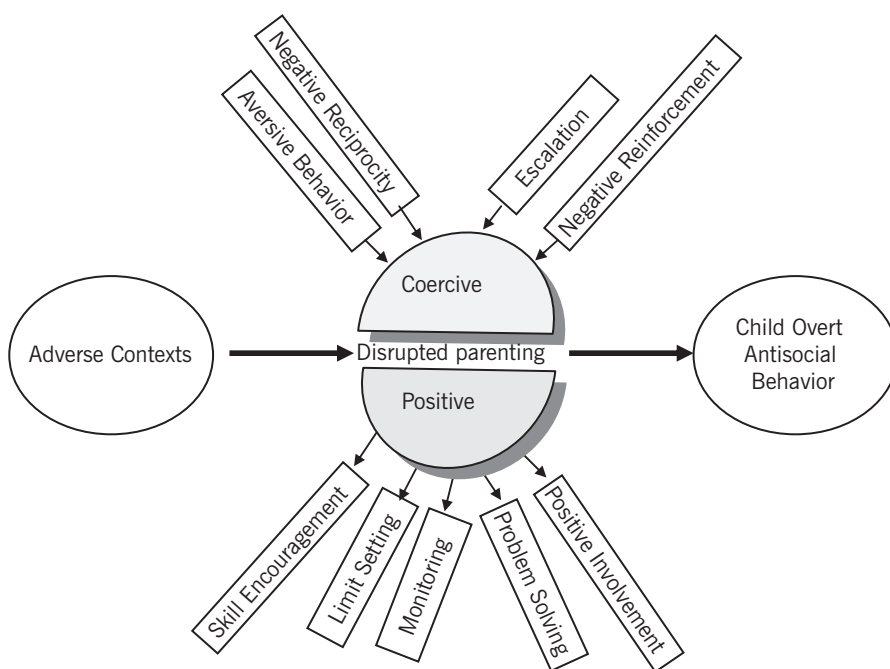 Negative Reciprocity
Aversive Behavior
Escalation
Negative Reinforcement
Coercive
Adverse Contexts
Disrupted parenting
Child Overt
Antisocial
Behavior
Positive
Skill Encouragement
Limit Setting
Monitoring
Problem Solving
Positive Involvement